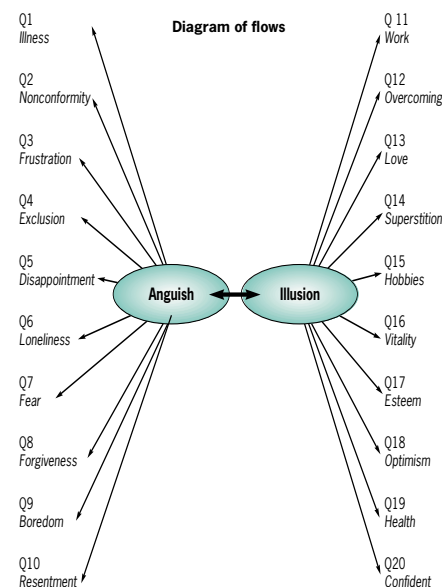 Diagram of flows
Q1
Illness
Q2
Nonconformity
Q3
Frustration
Q4
Exclusion
Q5
Disappointment
Q6
Loneliness
Q7
Fear
Q8
Forgiveness
Q9
Boredom
Q10
Resentment
Anguish
Illusion
Q 11
Work
Q12
Overcoming
Q13
Love
Q14
Superstition
Q15
Hobbies
Q16
Vitality
Q17
Esteem
Q18
Optimism
Q19
Health
Q20
Confident